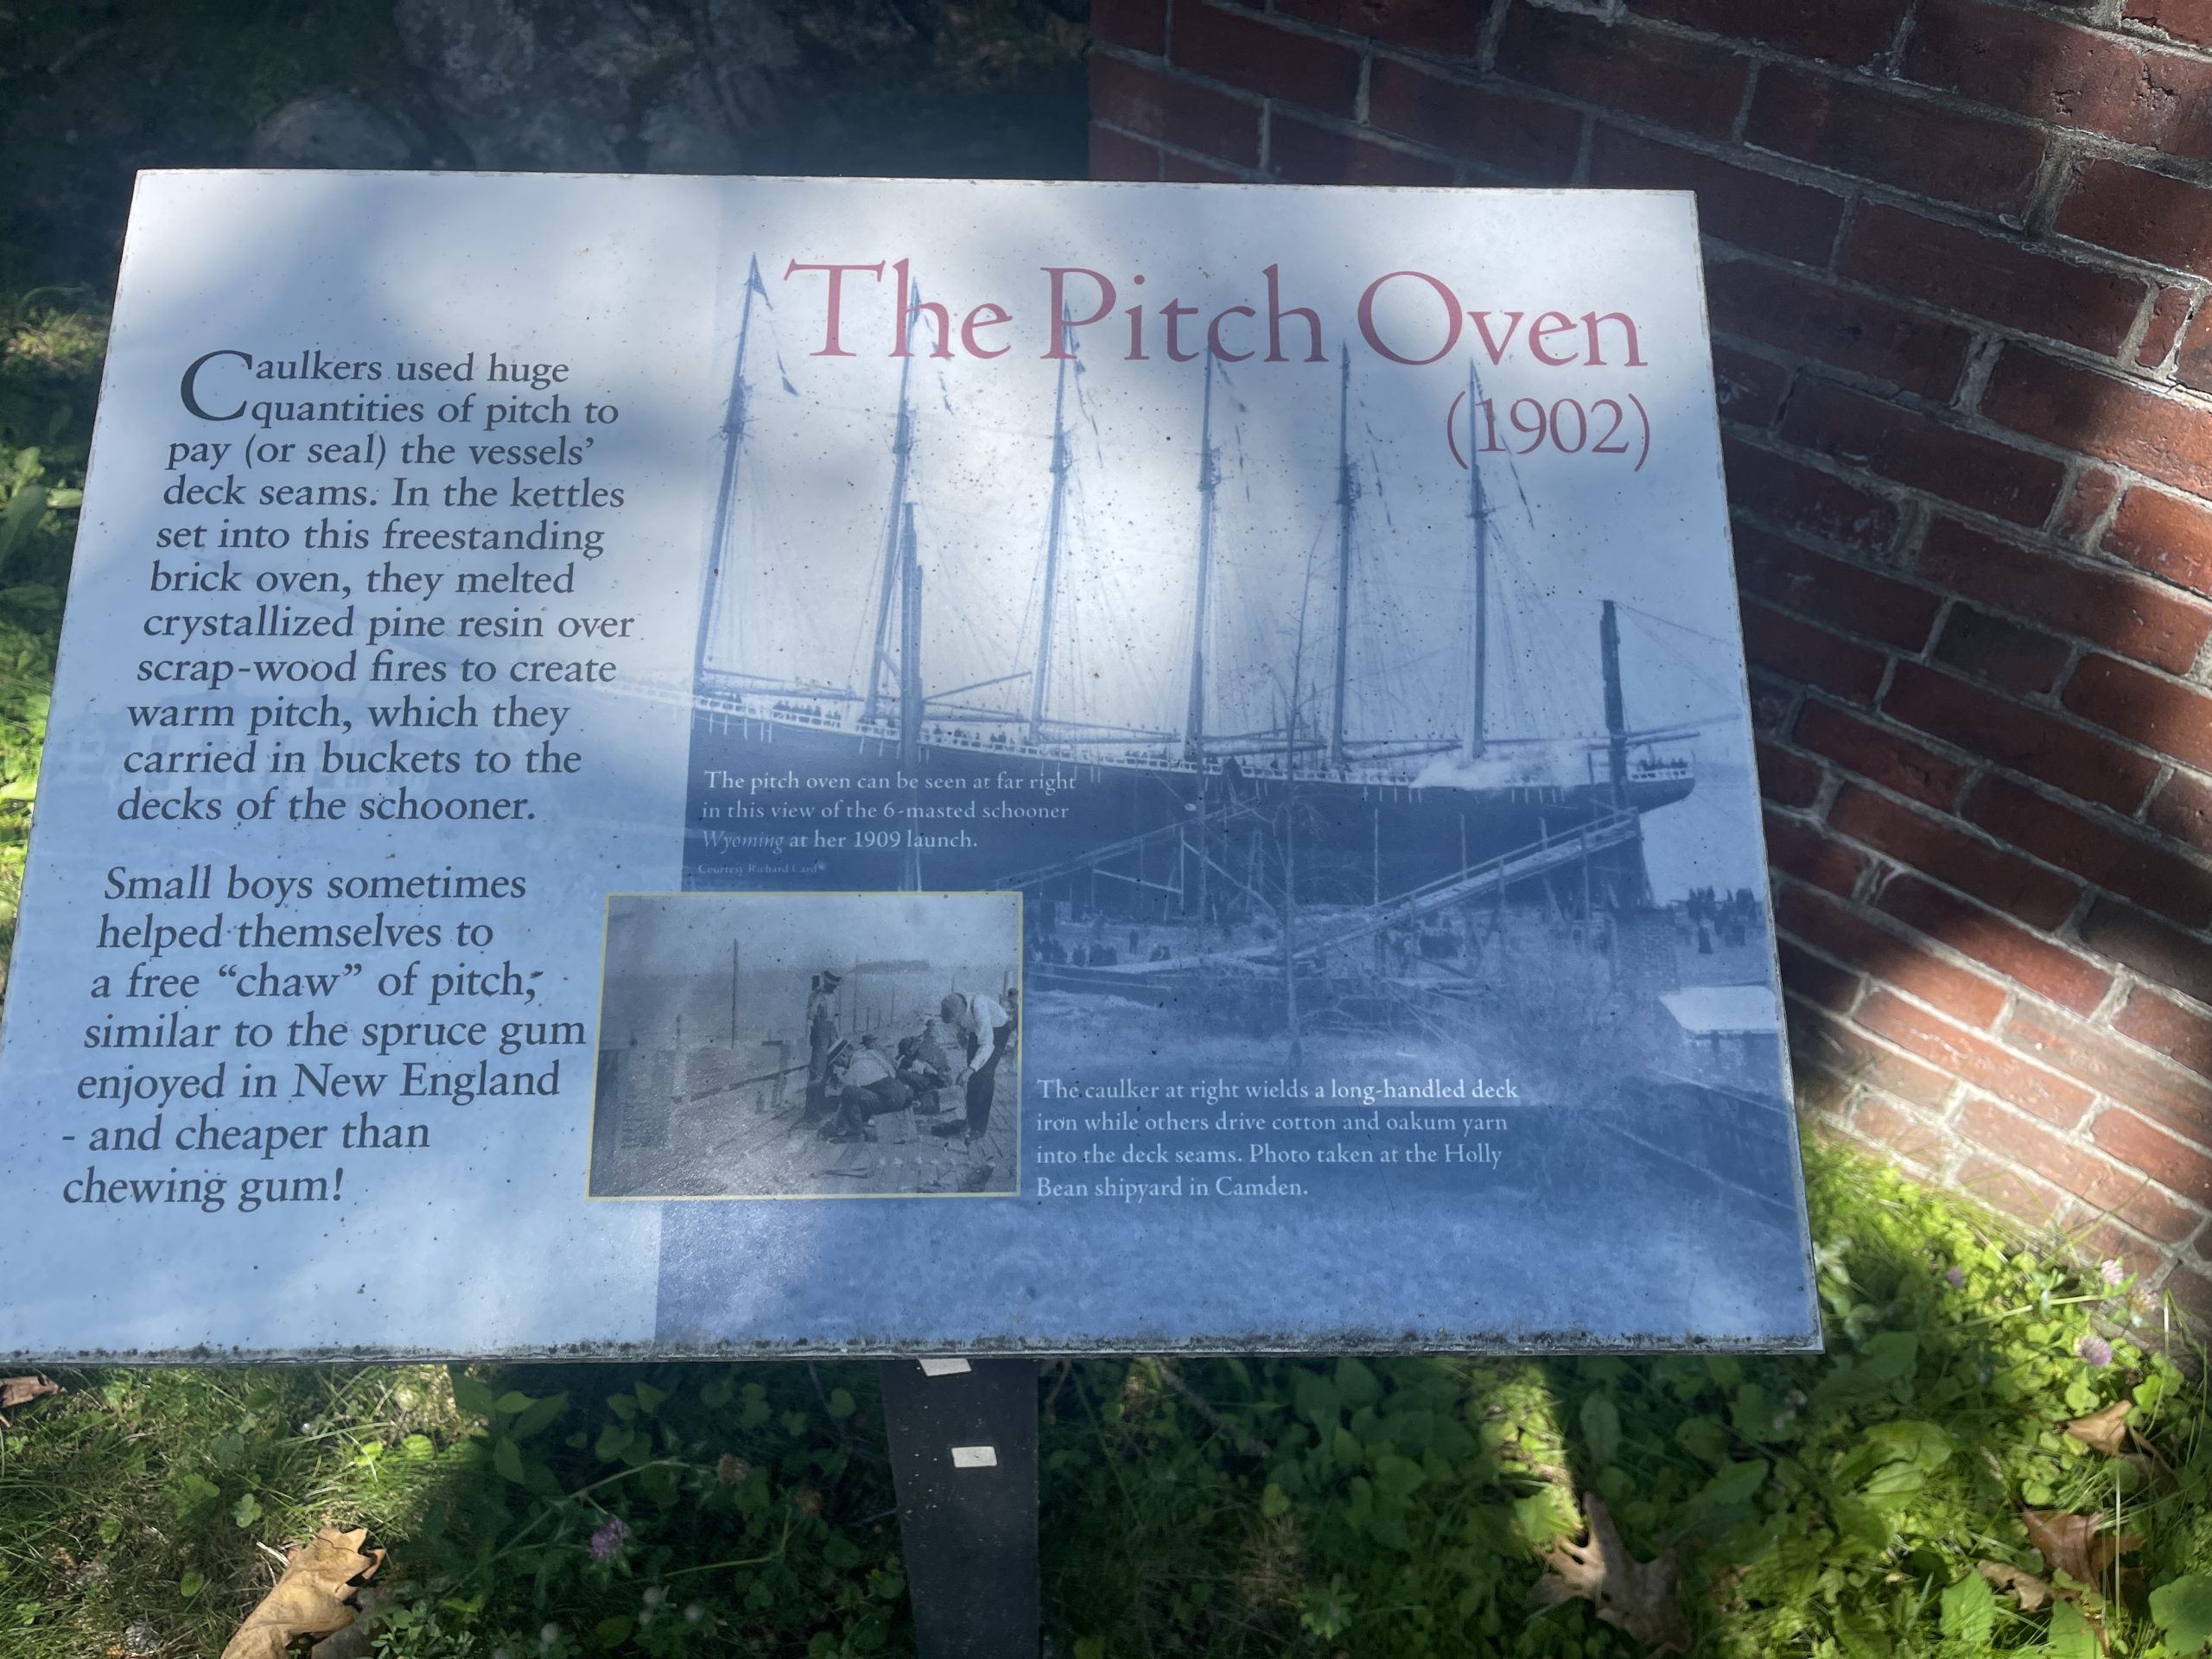 The Pitch Oven
(1902)
Caulkers used huge
quantities of pitch to
pay (or seal) the vessels’
deck seams. In the kettles
set into this freestanding
brick oven, they melted
crystallized pine resin over
scrap-wood fires to create
warm pitch, which they
carried in buckets to the
decks of the schooner.
Small boys sometimes
helped themselves to
a free “chaw” of pitch,
similar to the spruce gum
enjoyed in New England
- and cheaper than
chewing gum!
The pitch oven can be seen at far right
in this view of the 6-masted schooner
Wyoming at her 1909 launch.
Courtesy Richard Card
The caulker at right wields a long-handled deck
iron while others drive cotton and oakum yarn
into the deck seams. Photo taken at the Holly
Bean shipyard in Camden.